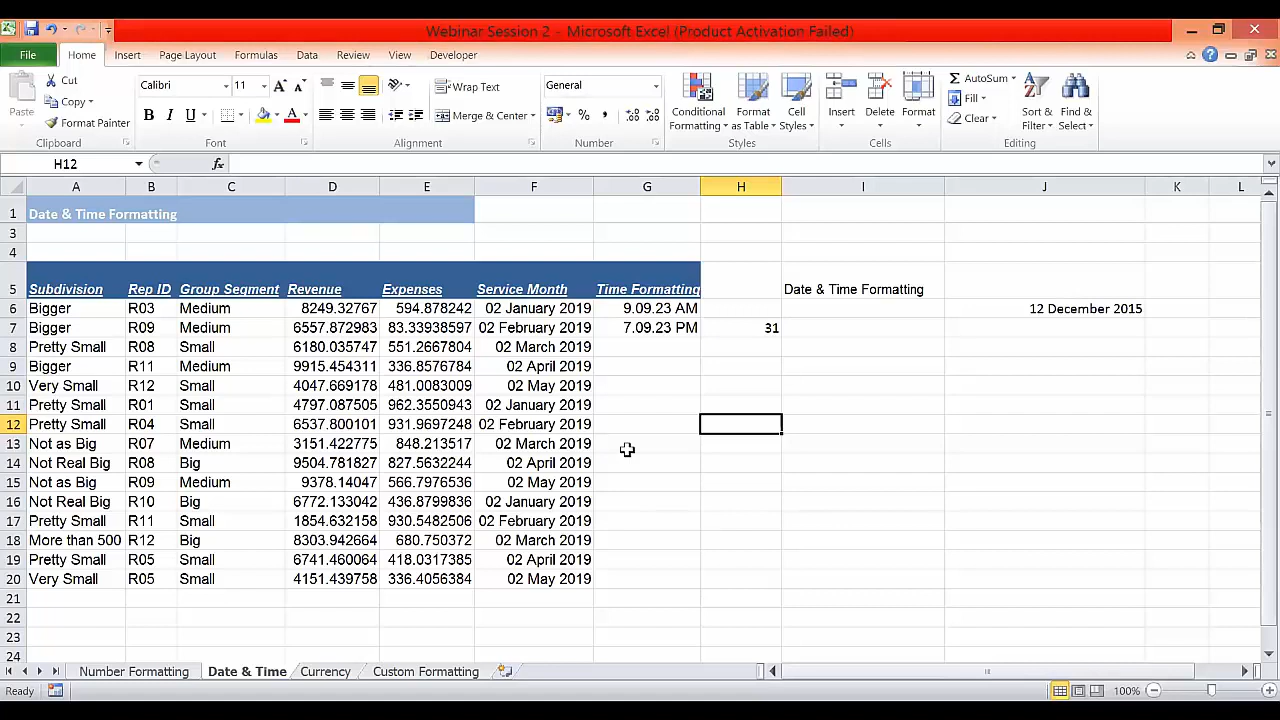 Webinar Session 2 - Microsoft Excel (Product Activation Failed)
File Home Insert Page Layout Formulas Data Review View Developer
Paste Cut Copy Format Painter Clipboard
Calibri 11 A A B I U A Font
Wrap Text Merge & Center Alignment
General % , Number
Conditional Formatting Format as Table Cell Styles Styles
Insert Delete Format Cells
Σ AutoSum Fill Clear Sort & Filter Find & Select Editing
H12 fx
A B C D E F G H I J K L
1 Date & Time Formatting
3
4
5 Subdivision Rep ID Group Segment Revenue Expenses Service Month Time Formatting Date & Time Formatting
6 Bigger R03 Medium 8249.32767 594.878242 02 January 2019 9.09.23 AM 12 December 2015
7 Bigger R09 Medium 6557.872983 83.33938597 02 February 2019 7.09.23 PM 31
8 Pretty Small R08 Small 6180.035747 551.2667804 02 March 2019
9 Bigger R11 Medium 9915.454311 336.8576784 02 April 2019
10 Very Small R12 Small 4047.669178 481.0083009 02 May 2019
11 Pretty Small R01 Small 4797.087505 962.3550943 02 January 2019
12 Pretty Small R04 Small 6537.800101 931.9697248 02 February 2019
13 Not as Big R07 Medium 3151.422775 848.213517 02 March 2019
14 Not Real Big R08 Big 9504.781827 827.5632244 02 April 2019
15 Not as Big R09 Medium 9378.14047 566.7976536 02 May 2019
16 Not Real Big R10 Big 6772.133042 436.8799836 02 January 2019
17 Pretty Small R11 Small 1854.632158 930.5482506 02 February 2019
18 More than 500 R12 Big 8303.942664 680.750372 02 March 2019
19 Pretty Small R05 Small 6741.460064 418.0317385 02 April 2019
20 Very Small R05 Small 4151.439758 336.4056384 02 May 2019
21
22
23
24
Number Formatting Date & Time Currency Custom Formatting
Ready 100%